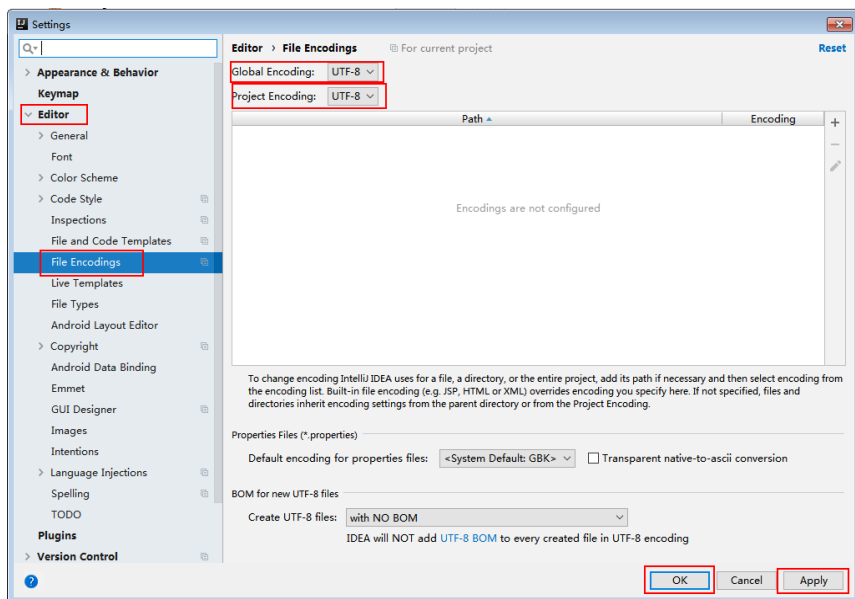 Settings
Editor > File Encodings For current project Reset
Appearance & Behavior
Keymap
Editor
General
Font
Color Scheme
Code Style
Inspections
File and Code Templates
File Encodings
Live Templates
File Types
Android Layout Editor
Copyright
Android Data Binding
Emmet
GUI Designer
Images
Intentions
Language Injections
Spelling
TODO
Plugins
Version Control
Global Encoding: UTF-8
Project Encoding: UTF-8
Path Encoding
Encodings are not configured
To change encoding IntelliJ IDEA uses for a file, a directory, or the entire project, add its path if necessary and then select encoding from
the encoding list. Built-in file encoding (e.g. JSP, HTML or XML) overrides encoding you specify here. If not specified, files and
directories inherit encoding settings from the parent directory or from the Project Encoding.
Properties Files (*.properties)
Default encoding for properties files: <System Default: GBK> Transparent native-to-ascii conversion
BOM for new UTF-8 files
Create UTF-8 files: with NO BOM
IDEA will NOT add UTF-8 BOM to every created file in UTF-8 encoding
? OK Cancel Apply